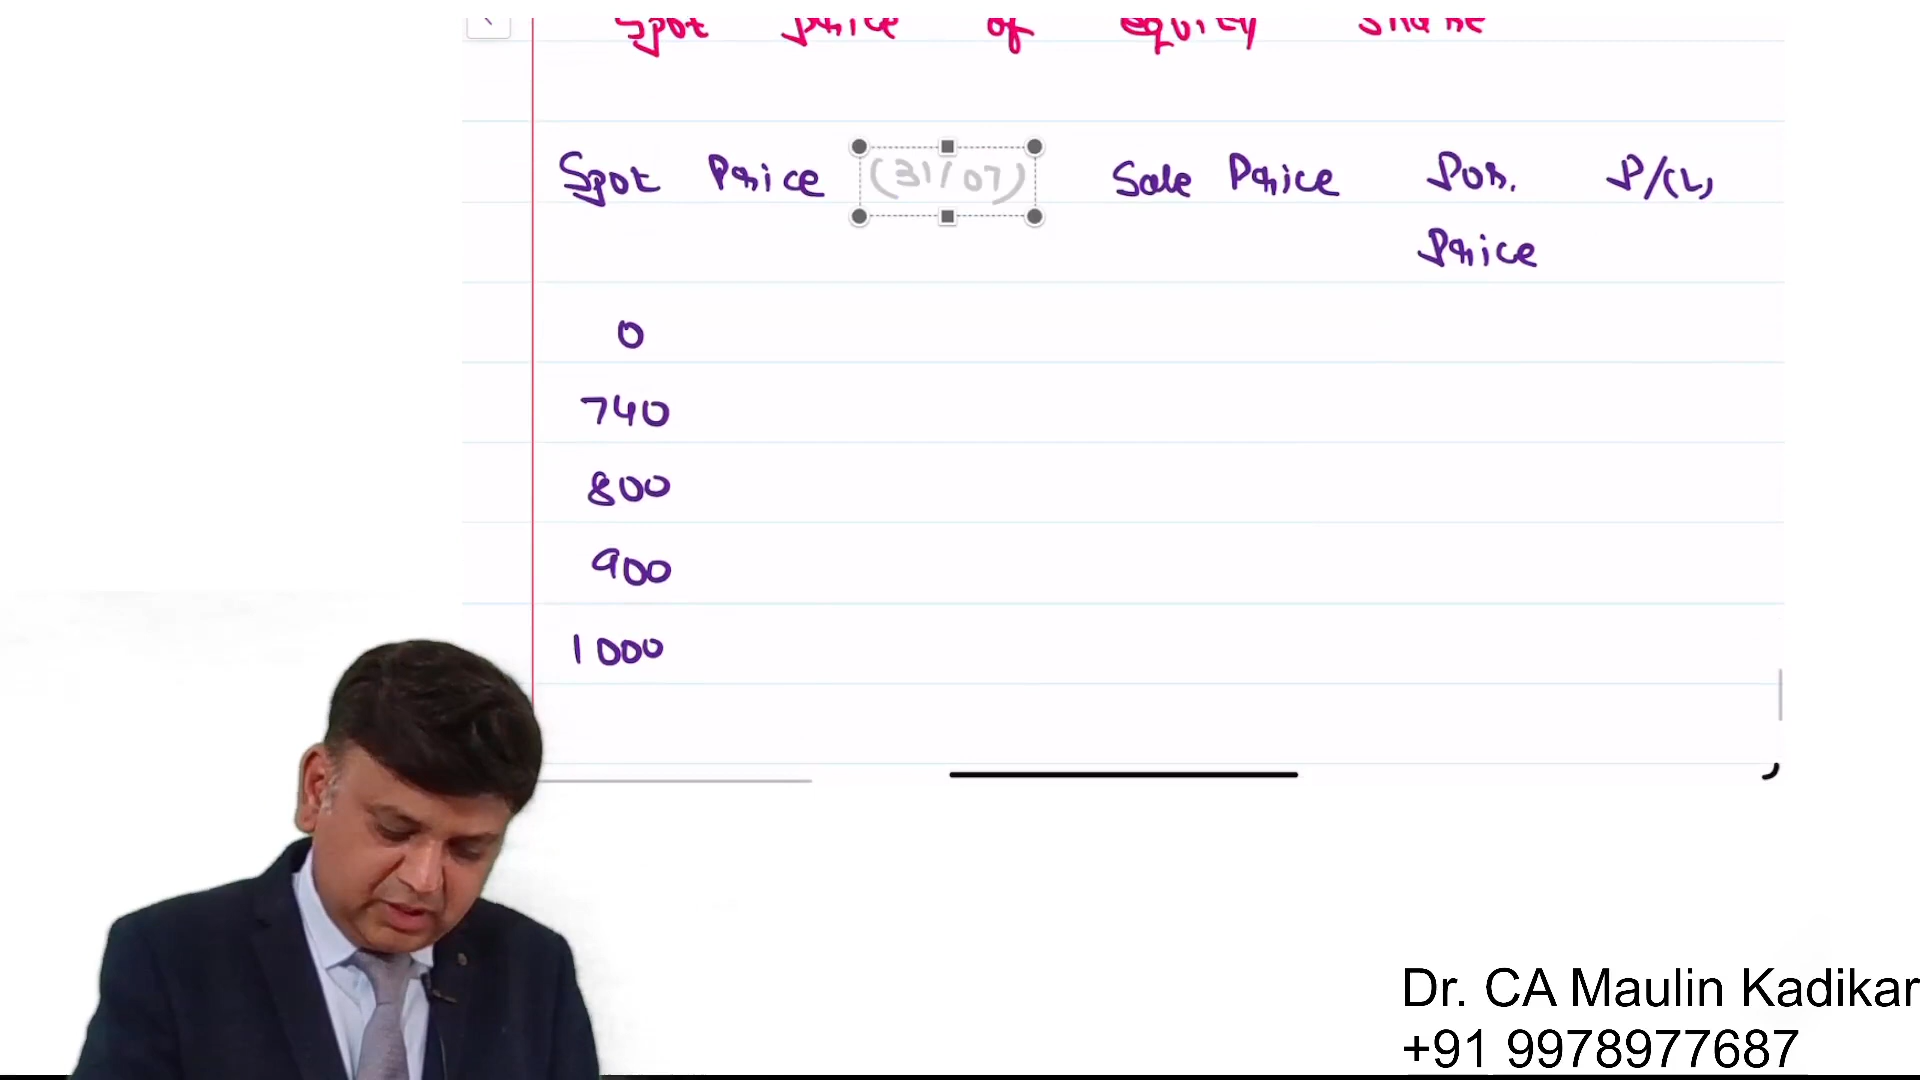 Spot price of equity share
Spot Price (31/07) Sale Price Pur. P/(L)
Price
0
740
800
900
1000
Dr. CA Maulin Kadikar
+91 9978977687